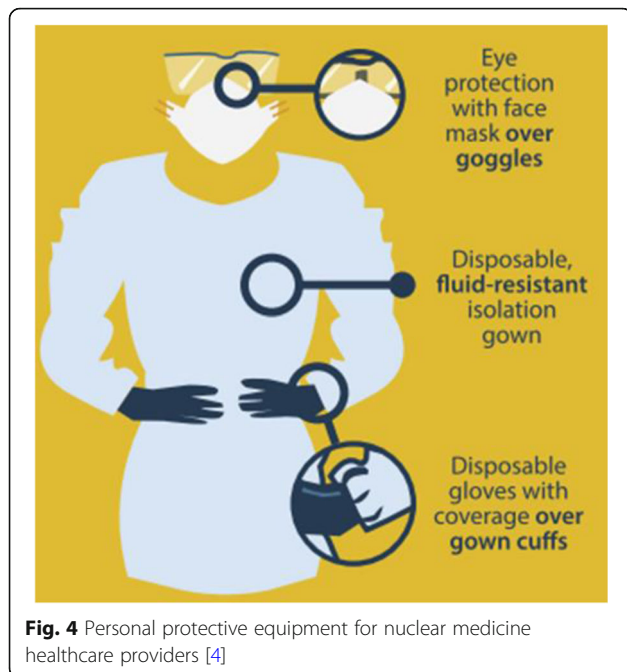 Eye
protection
with face
mask over
goggles
Disposable,
fluid-resistant
isolation
gown
Disposable
gloves with
coverage over
gown cuffs
Fig. 4 Personal protective equipment for nuclear medicine
healthcare providers [4]